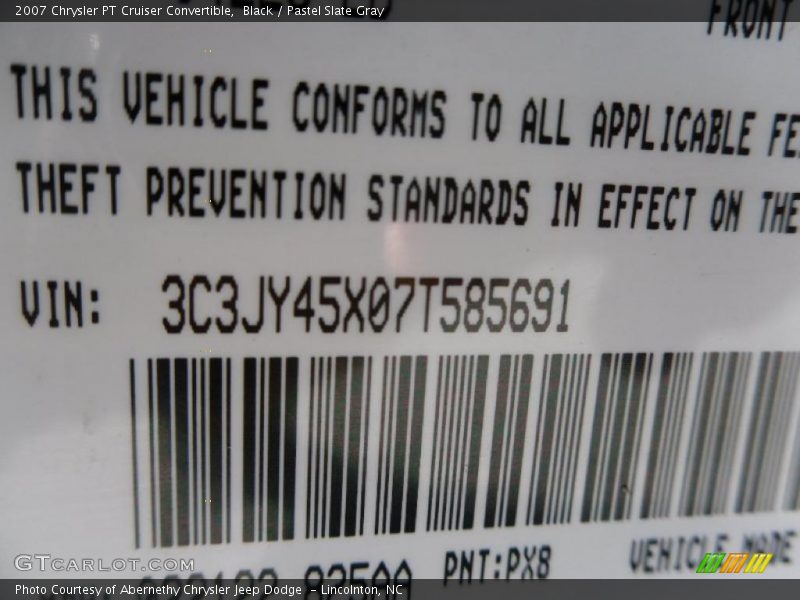 2007 Chrysler PT Cruiser Convertible, Black / Pastel Slate Gray
FRONT
THIS VEHICLE CONFORMS TO ALL APPLICABLE FE
THEFT PREVENTION STANDARDS IN EFFECT ON THE
VIN: 3C3JY45X07T585691
PNT:PX8 VEHICLE MADE
GTCarlot.com
Photo Courtesy of Abernethy Chrysler Jeep Dodge - Lincolnton, NC